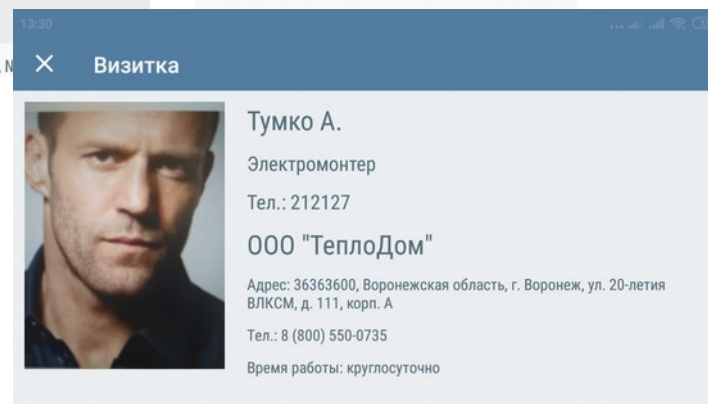 13:30
Визитка
Тумко А.
Электромонтер
Тел.: 212127
ООО "ТеплоДом"
Адрес: 36363600, Воронежская область, г. Воронеж, ул. 20-летия
ВЛКСМ, д. 111, корп. А
Тел.: 8 (800) 550-0735
Время работы: круглосуточно